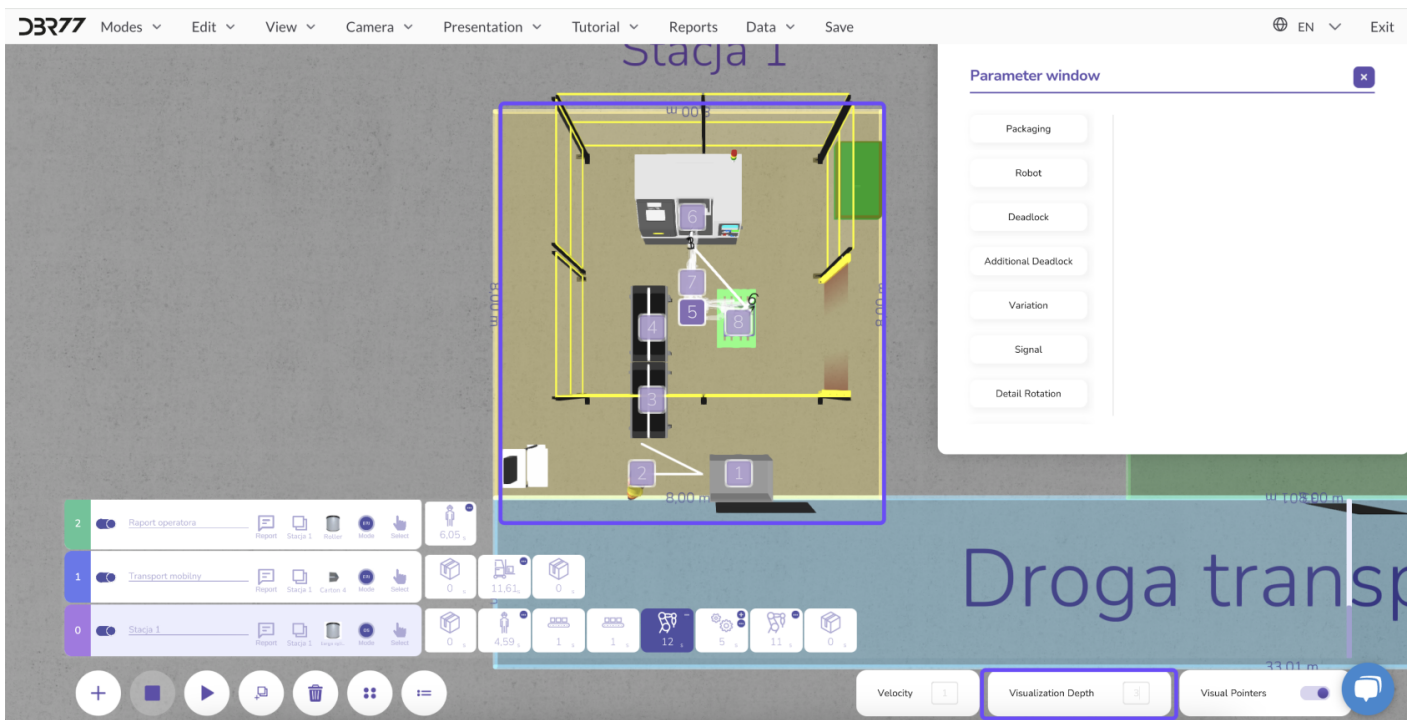 DBR77 Modes Edit View Camera Presentation Tutorial Reports Data Save EN Exit
Stacja 1
8,00 m
8,00 m
8,00 m
8,00 m
6
7
5
8
4
3
2
1
Parameter window
Packaging
Robot
Deadlock
Additional Deadlock
Variation
Signal
Detail Rotation
Droga transp
33,01 m
2 Raport operatora Report Stacja 1 Roller Mode Select 6,05 s
1 Transport mobilny Report Stacja 1 Carton 4 Mode Select 0 s 11,61 s 0 s
0 Stacja 1 Report Stacja 1 Mode Select 0 s 4,59 s 1 s 1 s 12 s 5 s 11 s 0 s
Velocity 1
Visualization Depth 3
Visual Pointers